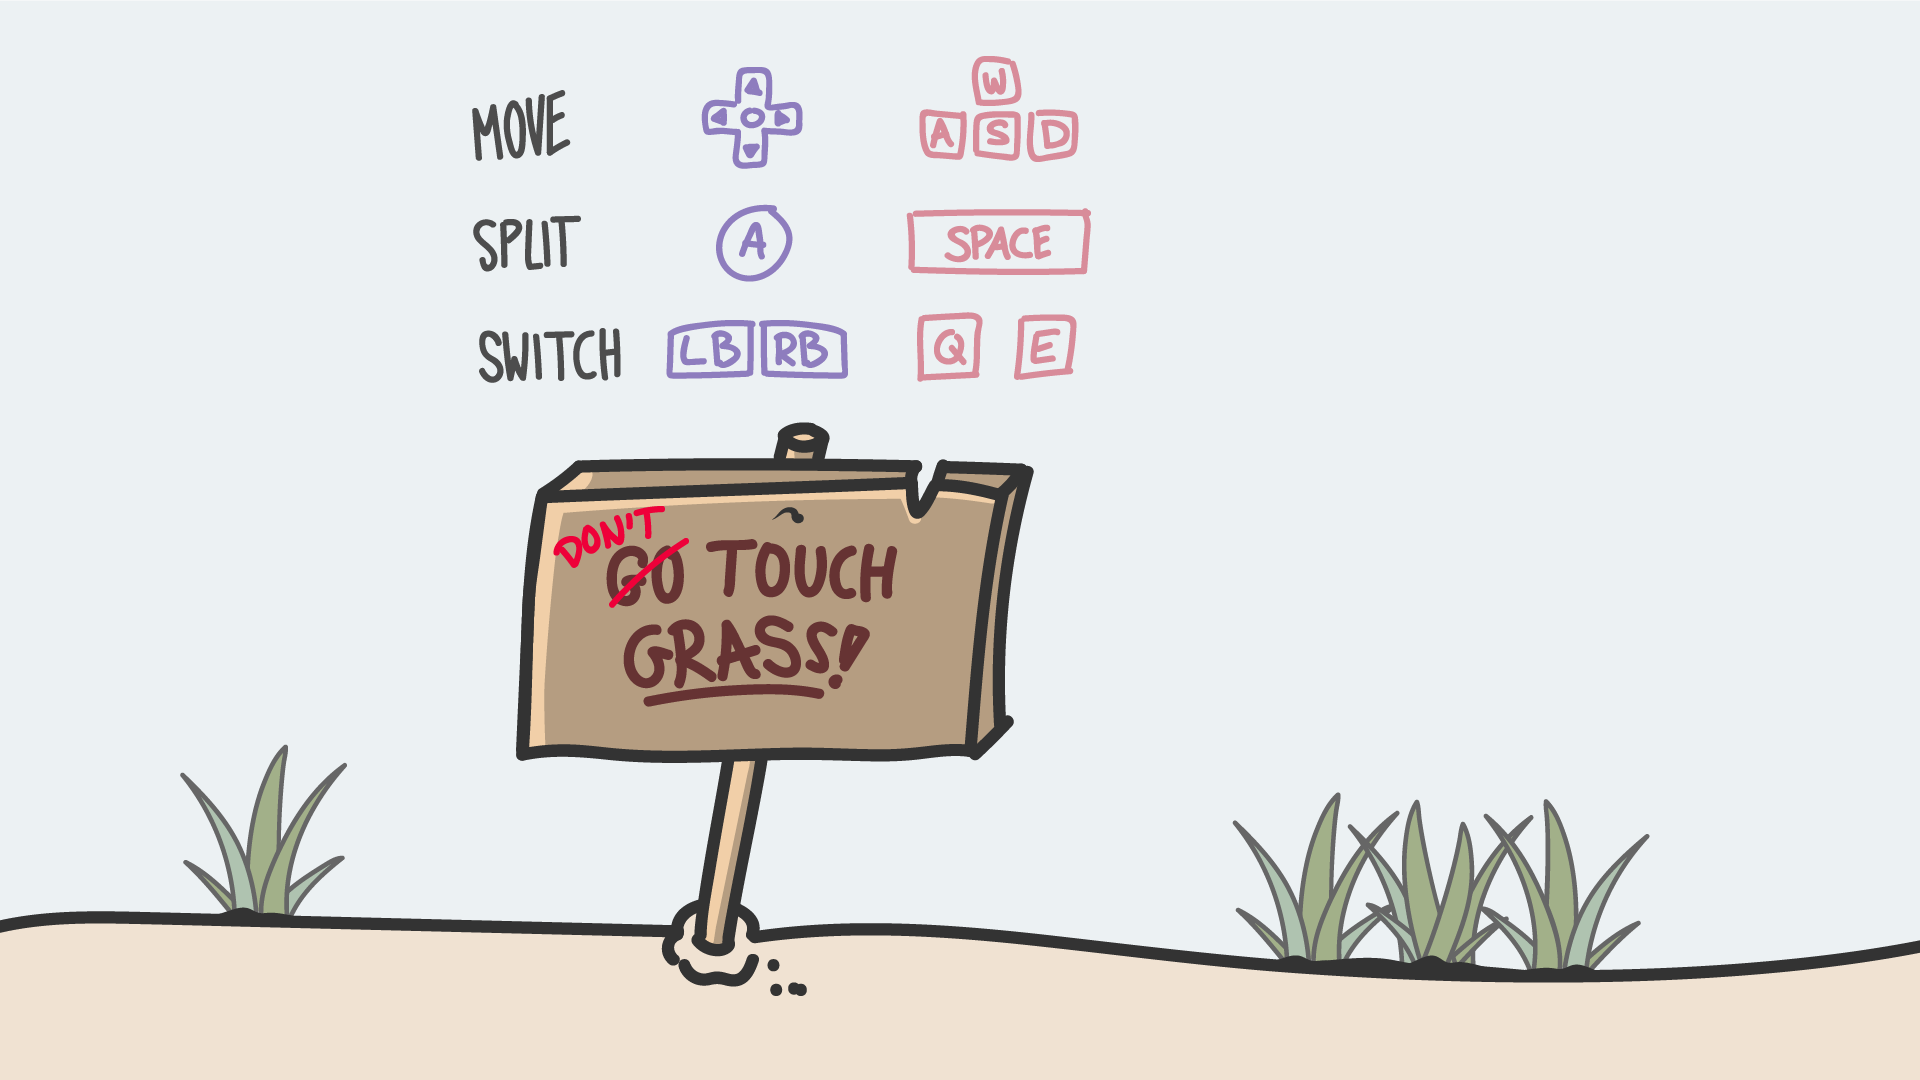 MOVE W
A S D
SPLIT A SPACE
SWITCH LB RB Q E
DON'T
GO TOUCH
GRASS!